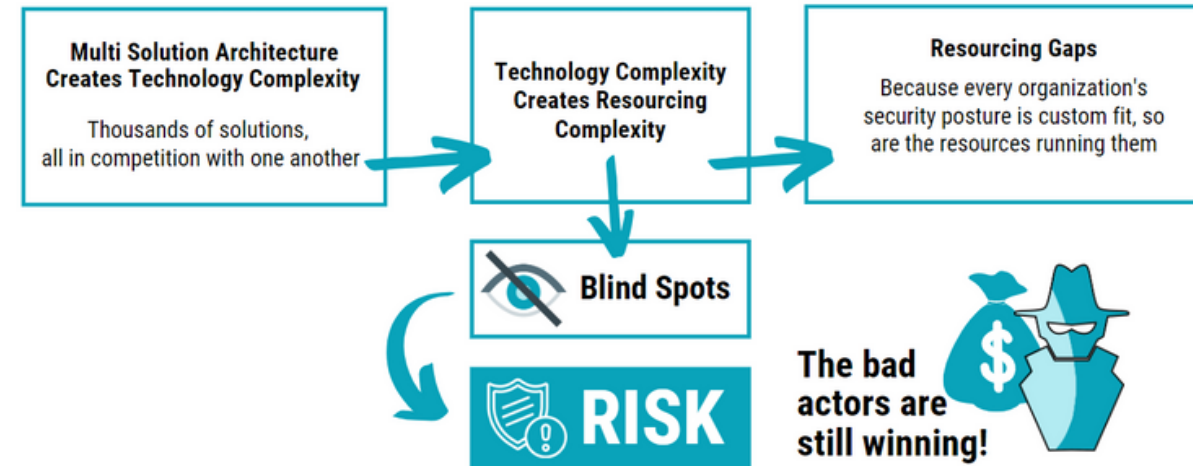 Multi Solution Architecture
Creates Technology Complexity
Thousands of solutions,
all in competition with one another
Technology Complexity
Creates Resourcing
Complexity
Resourcing Gaps
Because every organization's
security posture is custom fit, so
are the resources running them
Blind Spots
RISK
The bad
actors are
still winning!
$